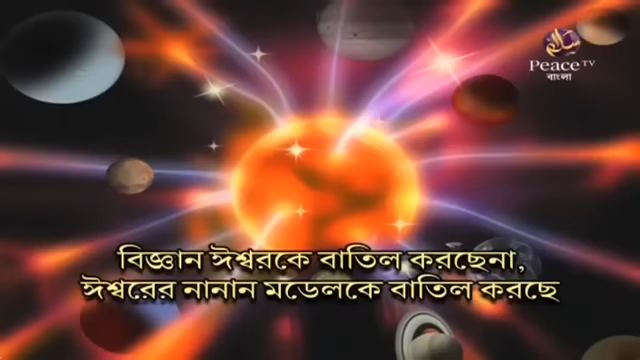 Peace TV
বাংলা
বিজ্ঞান ঈশ্বরকে বাতিল করছেনা,
ঈশ্বরের নানান মডেলকে বাতিল করছে